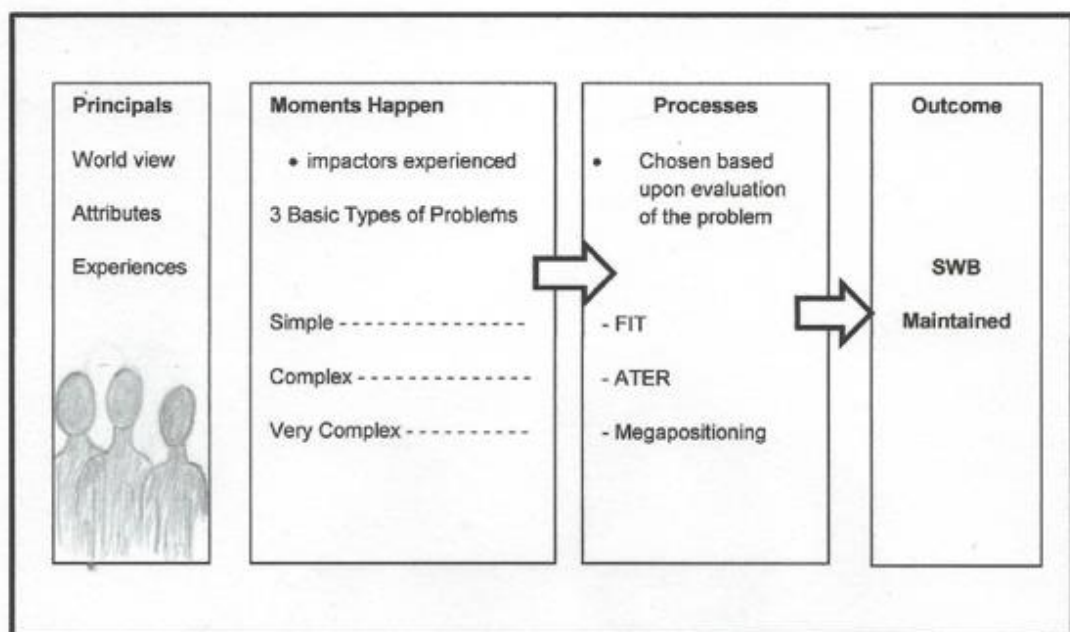 Principals
World view
Attributes
Experiences
Moments Happen
• impactors experienced
3 Basic Types of Problems
Simple ------------------
Complex ----------------
Very Complex ----------
Processes
• Chosen based
upon evaluation
of the problem
- FIT
- ATER
- Megapositioning
Outcome
SWB
Maintained